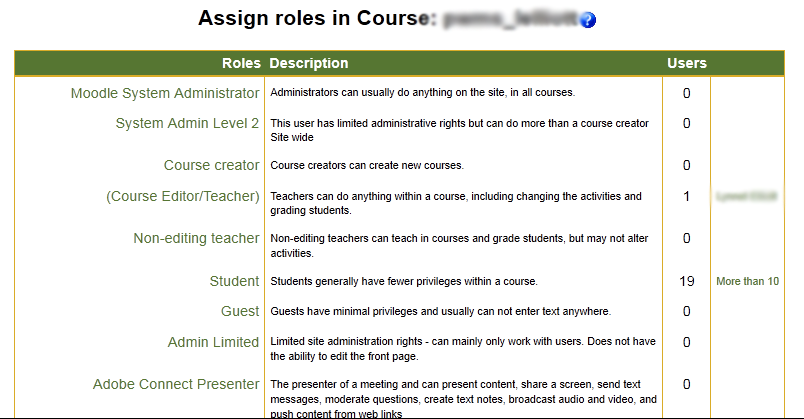 Assign roles in Course:
Roles Description Users
Moodle System Administrator Administrators can usually do anything on the site, in all courses. 0
System Admin Level 2 This user has limited administrative rights but can do more than a course creator 0
Site wide
Course creator Course creators can create new courses. 0
(Course Editor/Teacher) Teachers can do anything within a course, including changing the activities and 1
grading students.
Non-editing teacher Non-editing teachers can teach in courses and grade students, but may not alter 0
activities.
Student Students generally have fewer privileges within a course. 19 More than 10
Guest Guests have minimal privileges and usually can not enter text anywhere. 0
Admin Limited Limited site administration rights - can mainly only work with users. Does not have 0
the ability to edit the front page.
Adobe Connect Presenter The presenter of a meeting and can present content, share a screen, send text 0
messages, moderate questions, create text notes, broadcast audio and video, and
push content from web links